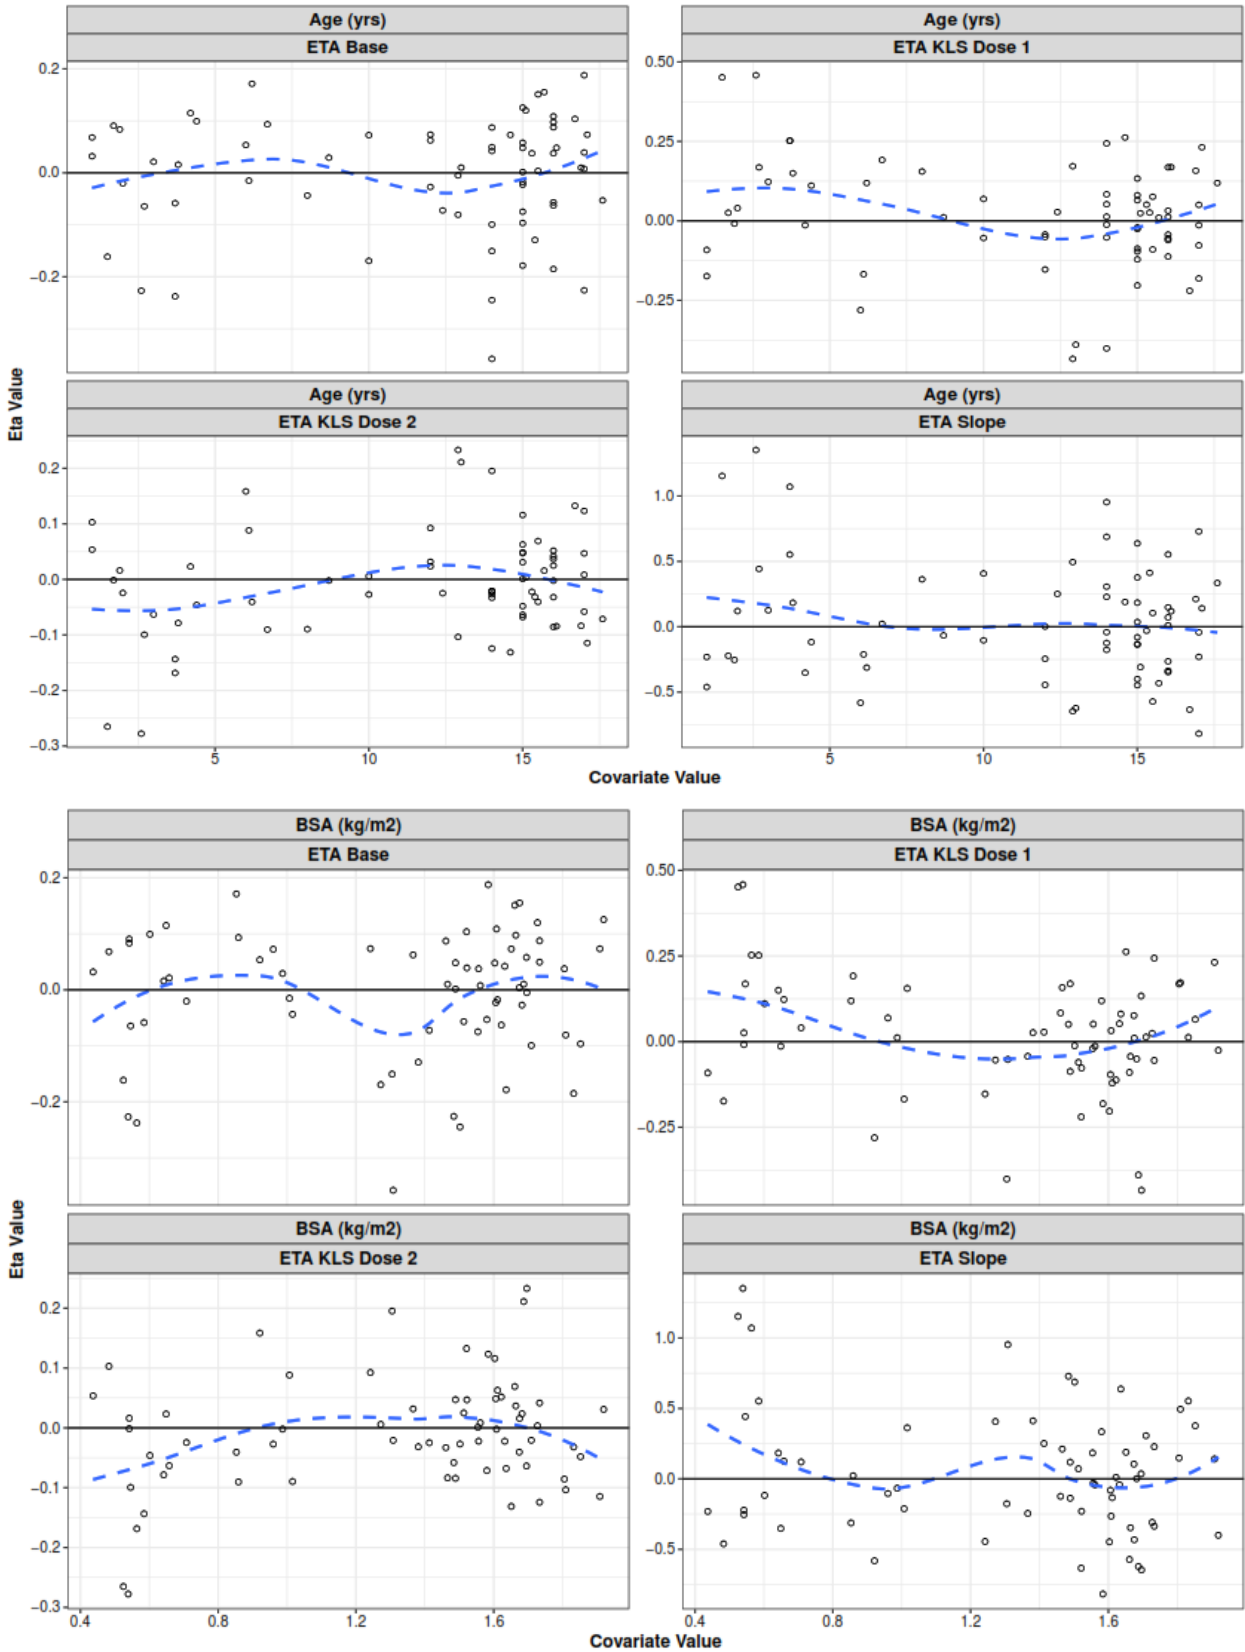 Age (yrs)
ETA Base
0.2
0.0
−0.2
Age (yrs)
ETA KLS Dose 1
0.50
0.25
0.00
−0.25
Eta Value
Age (yrs)
ETA KLS Dose 2
0.2
0.1
0.0
−0.1
−0.2
−0.3
5
10
15
Age (yrs)
ETA Slope
1.0
0.5
0.0
−0.5
5
10
15
Covariate Value
BSA (kg/m2)
ETA Base
0.2
0.0
−0.2
BSA (kg/m2)
ETA KLS Dose 1
0.50
0.25
0.00
−0.25
Eta Value
BSA (kg/m2)
ETA KLS Dose 2
0.2
0.1
0.0
−0.1
−0.2
−0.3
0.4
0.8
1.2
1.6
BSA (kg/m2)
ETA Slope
1.0
0.5
0.0
−0.5
0.4
0.8
1.2
1.6
Covariate Value